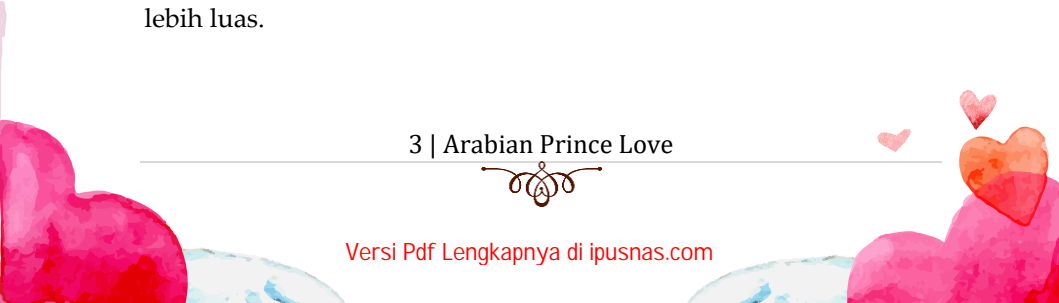 lebih luas.
3 | Arabian Prince Love
Versi Pdf Lengkapnya di ipusnas.com